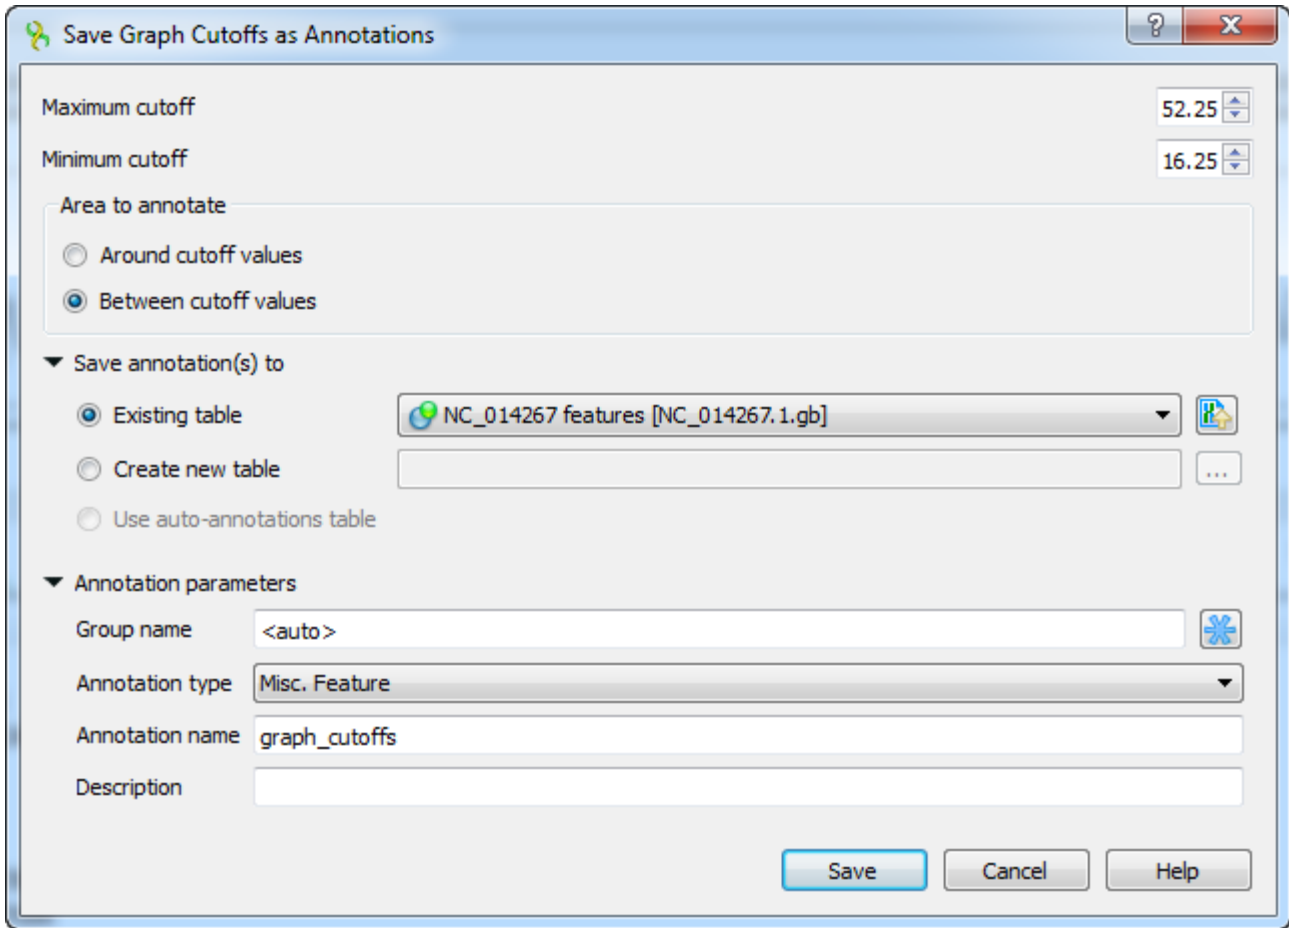 Save Graph Cutoffs as Annotations
?
Maximum cutoff 52.25
Minimum cutoff 16.25
Area to annotate
Around cutoff values
Between cutoff values
Save annotation(s) to
Existing table NC_014267 features [NC_014267.1.gb]
Create new table ...
Use auto-annotations table
Annotation parameters
Group name <auto>
Annotation type Misc. Feature
Annotation name graph_cutoffs
Description
Save Cancel Help